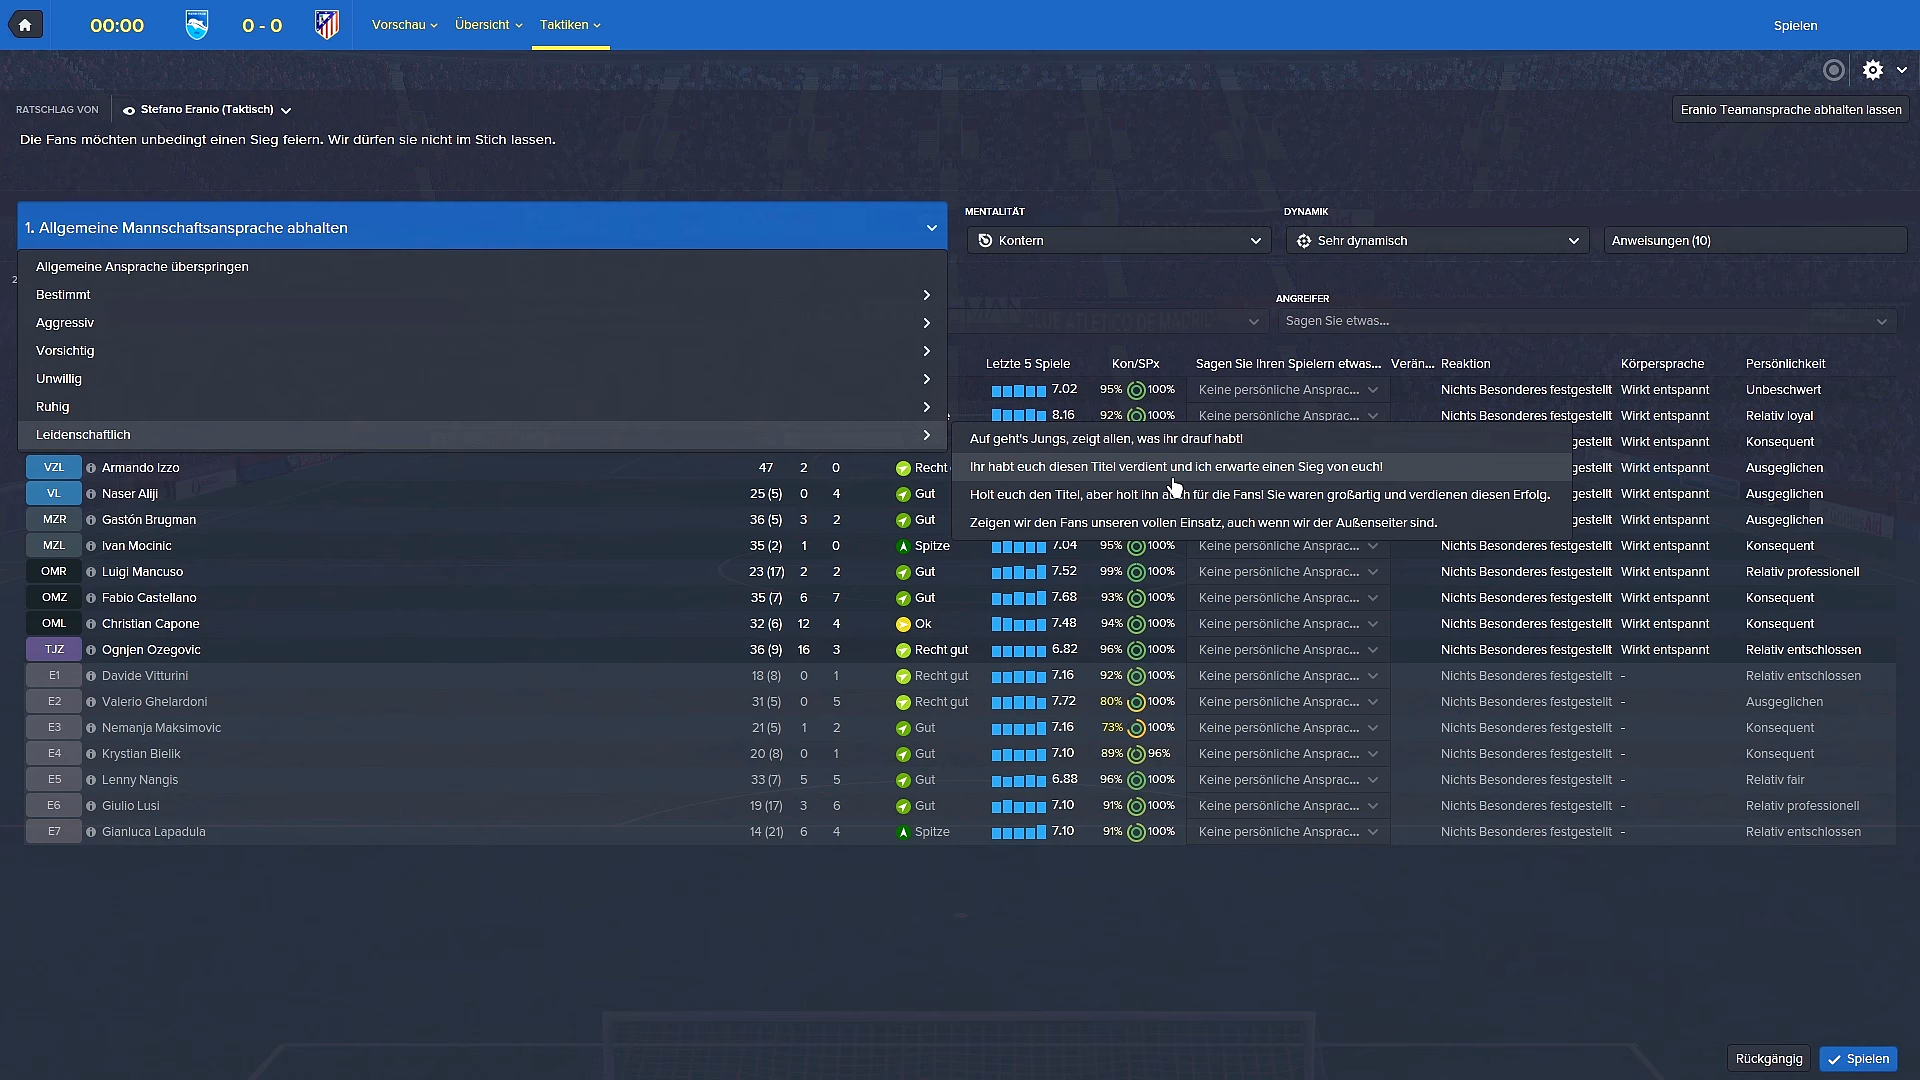 00:00 0 - 0 Vorschau Übersicht Taktiken Spielen
RATSCHLAG VON Stefano Eranio (Taktisch) Eranio Teamansprache abhalten lassen
Die Fans möchten unbedingt einen Sieg feiern. Wir dürfen sie nicht im Stich lassen.
MENTALITÄT DYNAMIK
1. Allgemeine Mannschaftsansprache abhalten Kontern Sehr dynamisch Anweisungen (10)
Allgemeine Ansprache überspringen
2
Bestimmt
ANGREIFER
Aggressiv Sagen Sie etwas...
Vorsichtig
Letzte 5 Spiele Kon/SPx Sagen Sie Ihren Spielern etwas... Verän... Reaktion Körpersprache Persönlichkeit
Unwillig
7.02 95% 100% Keine persönliche Ansprac... Nichts Besonderes festgestellt Wirkt entspannt Unbeschwert
Ruhig
8.16 92% 100% Keine persönliche Ansprac... Nichts Besonderes festgestellt Wirkt entspannt Relativ loyal
Leidenschaftlich
Auf geht's Jungs, zeigt allen, was ihr drauf habt!
festgestellt Wirkt entspannt Konsequent
VZL Armando Izzo 47 2 0 Recht Ihr habt euch diesen Titel verdient und ich erwarte einen Sieg von euch! festgestellt Wirkt entspannt Ausgeglichen
VL Naser Aliji 25 (5) 0 4 Gut Holt euch den Titel, aber holt ihn auch für die Fans! Sie waren großartig und verdienen diesen Erfolg. festgestellt Wirkt entspannt Ausgeglichen
MZR Gastón Brugman 36 (5) 3 2 Gut Zeigen wir den Fans unseren vollen Einsatz, auch wenn wir der Außenseiter sind. festgestellt Wirkt entspannt Ausgeglichen
MZL Ivan Mocinic 35 (2) 1 0 Spitze 7.04 95% 100% Keine persönliche Ansprac... Nichts Besonderes festgestellt Wirkt entspannt Konsequent
OMR Luigi Mancuso 23 (17) 2 2 Gut 7.52 99% 100% Keine persönliche Ansprac... Nichts Besonderes festgestellt Wirkt entspannt Relativ professionell
OMZ Fabio Castellano 35 (7) 6 7 Gut 7.68 93% 100% Keine persönliche Ansprac... Nichts Besonderes festgestellt Wirkt entspannt Konsequent
OML Christian Capone 32 (6) 12 4 Ok 7.48 94% 100% Keine persönliche Ansprac... Nichts Besonderes festgestellt Wirkt entspannt Konsequent
TJZ Ognjen Ozegovic 36 (9) 16 3 Recht gut 6.82 96% 100% Keine persönliche Ansprac... Nichts Besonderes festgestellt Wirkt entspannt Relativ entschlossen
E1 Davide Vitturini 18 (8) 0 1 Recht gut 7.16 92% 100% Keine persönliche Ansprac... Nichts Besonderes festgestellt - Relativ entschlossen
E2 Valerio Ghelardoni 31 (5) 0 5 Recht gut 7.72 80% 100% Keine persönliche Ansprac... Nichts Besonderes festgestellt - Ausgeglichen
E3 Nemanja Maksimovic 21 (5) 1 2 Gut 7.16 73% 100% Keine persönliche Ansprac... Nichts Besonderes festgestellt - Konsequent
E4 Krystian Bielik 20 (8) 0 1 Gut 7.10 89% 96% Keine persönliche Ansprac... Nichts Besonderes festgestellt - Konsequent
E5 Lenny Nangis 33 (7) 5 5 Gut 6.88 96% 100% Keine persönliche Ansprac... Nichts Besonderes festgestellt - Relativ fair
E6 Giulio Lusi 19 (17) 3 6 Gut 7.10 91% 100% Keine persönliche Ansprac... Nichts Besonderes festgestellt - Relativ professionell
E7 Gianluca Lapadula 14 (21) 6 4 Spitze 7.10 91% 100% Keine persönliche Ansprac... Nichts Besonderes festgestellt - Relativ entschlossen
Rückgängig Spielen